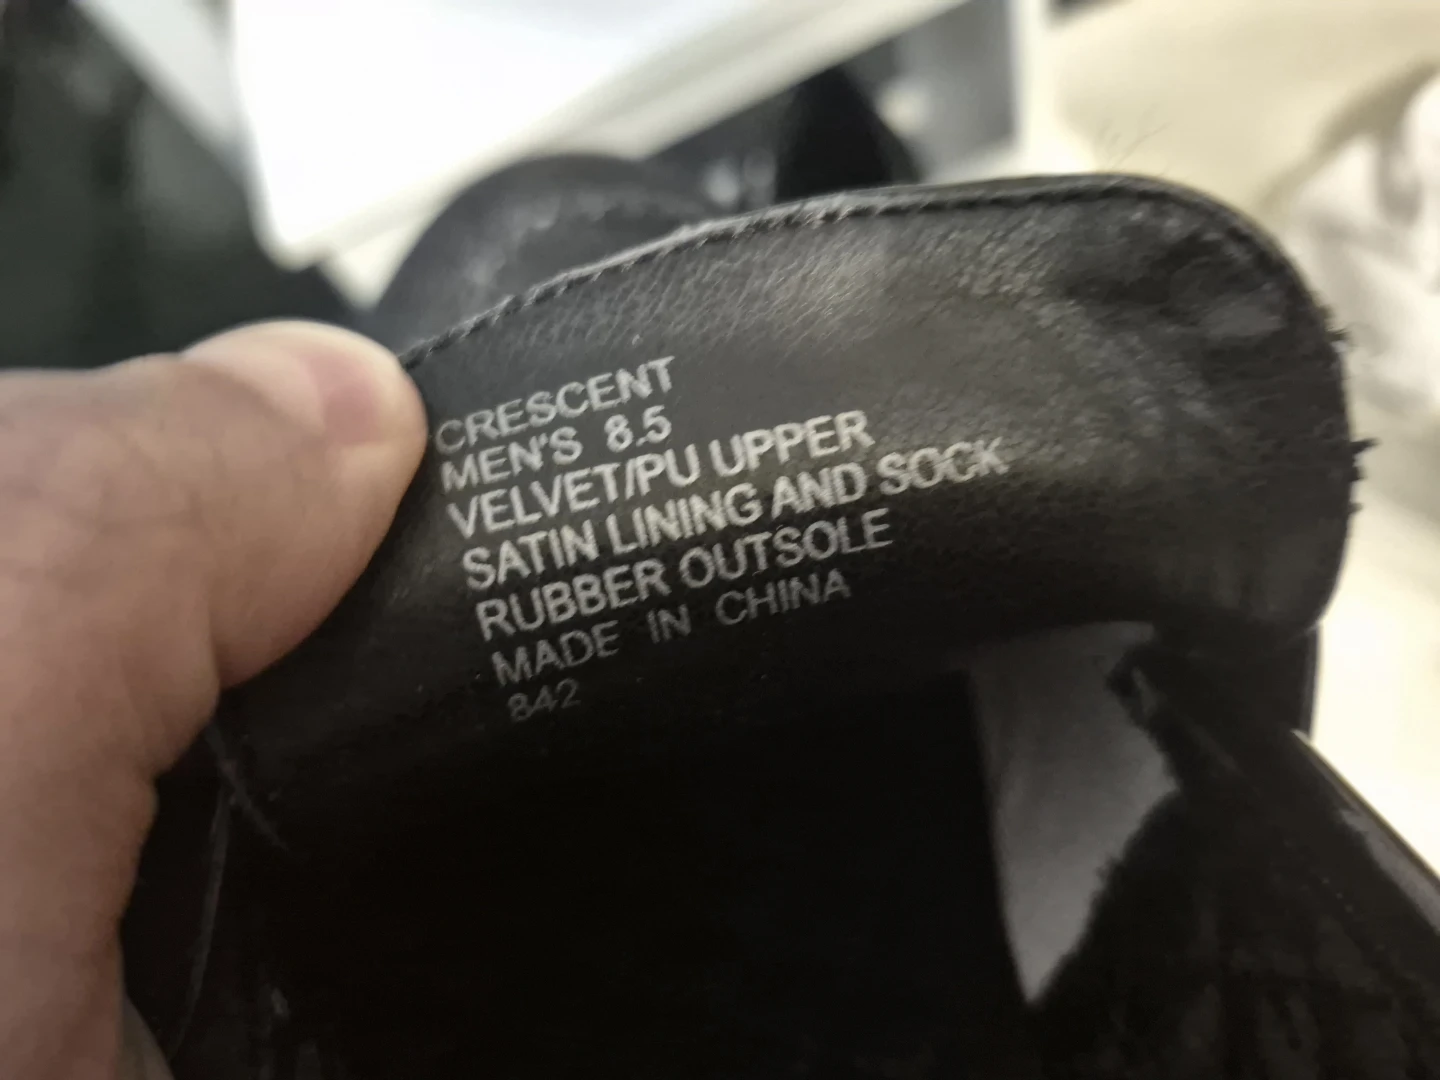 CRESCENT
MEN'S 8.5
VELVET/PU UPPER
SATIN LINING AND SOCK
RUBBER OUTSOLE
MADE IN CHINA
842